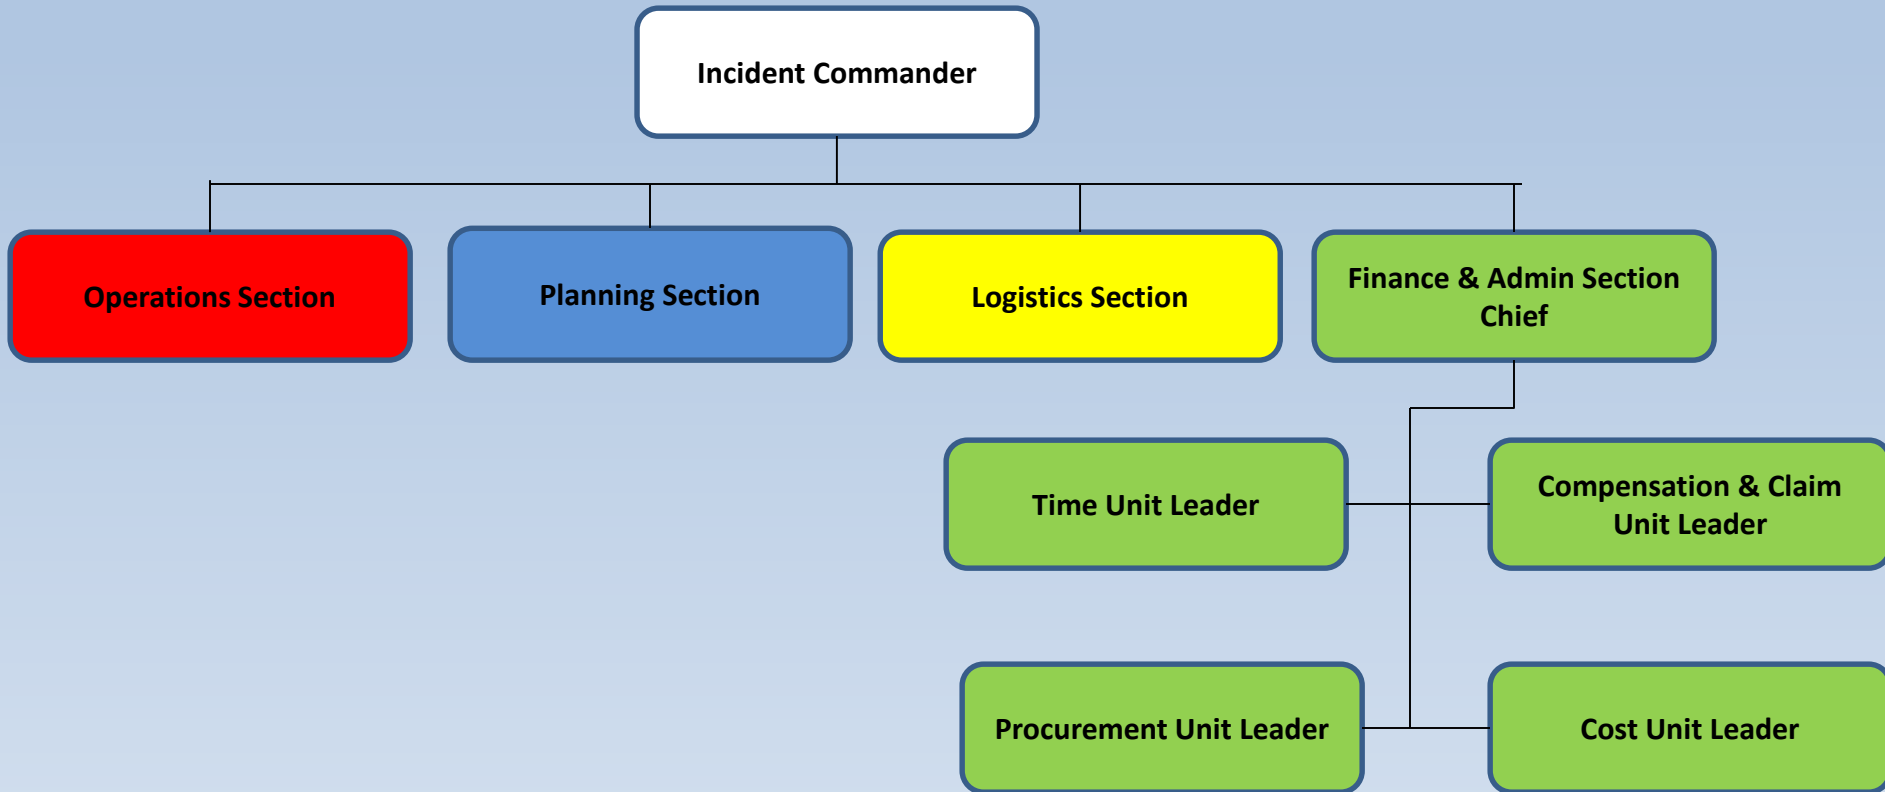 Incident Commander
Operations Section
Planning Section
Logistics Section
Finance & Admin Section
Chief
Time Unit Leader
Compensation & Claim
Unit Leader
Procurement Unit Leader
Cost Unit Leader